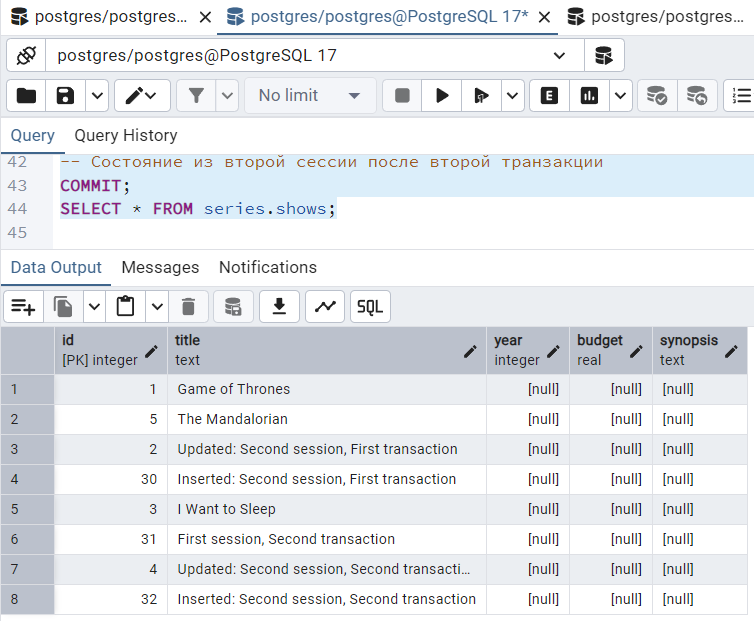 postgres/postgres... postgres/postgres@PostgreSQL 17* postgres/postgres...
postgres/postgres@PostgreSQL 17
No limit E
Query Query History
42 -- Состояние из второй сессии после второй транзакции
43 COMMIT;
44 SELECT * FROM series.shows;
45
Data Output Messages Notifications
SQL
id title year budget synopsis
[PK] integer text integer real text
1 1 Game of Thrones [null] [null] [null]
2 5 The Mandalorian [null] [null] [null]
3 2 Updated: Second session, First transaction [null] [null] [null]
4 30 Inserted: Second session, First transaction [null] [null] [null]
5 3 I Want to Sleep [null] [null] [null]
6 31 First session, Second transaction [null] [null] [null]
7 4 Updated: Second session, Second transacti... [null] [null] [null]
8 32 Inserted: Second session, Second transaction [null] [null] [null]